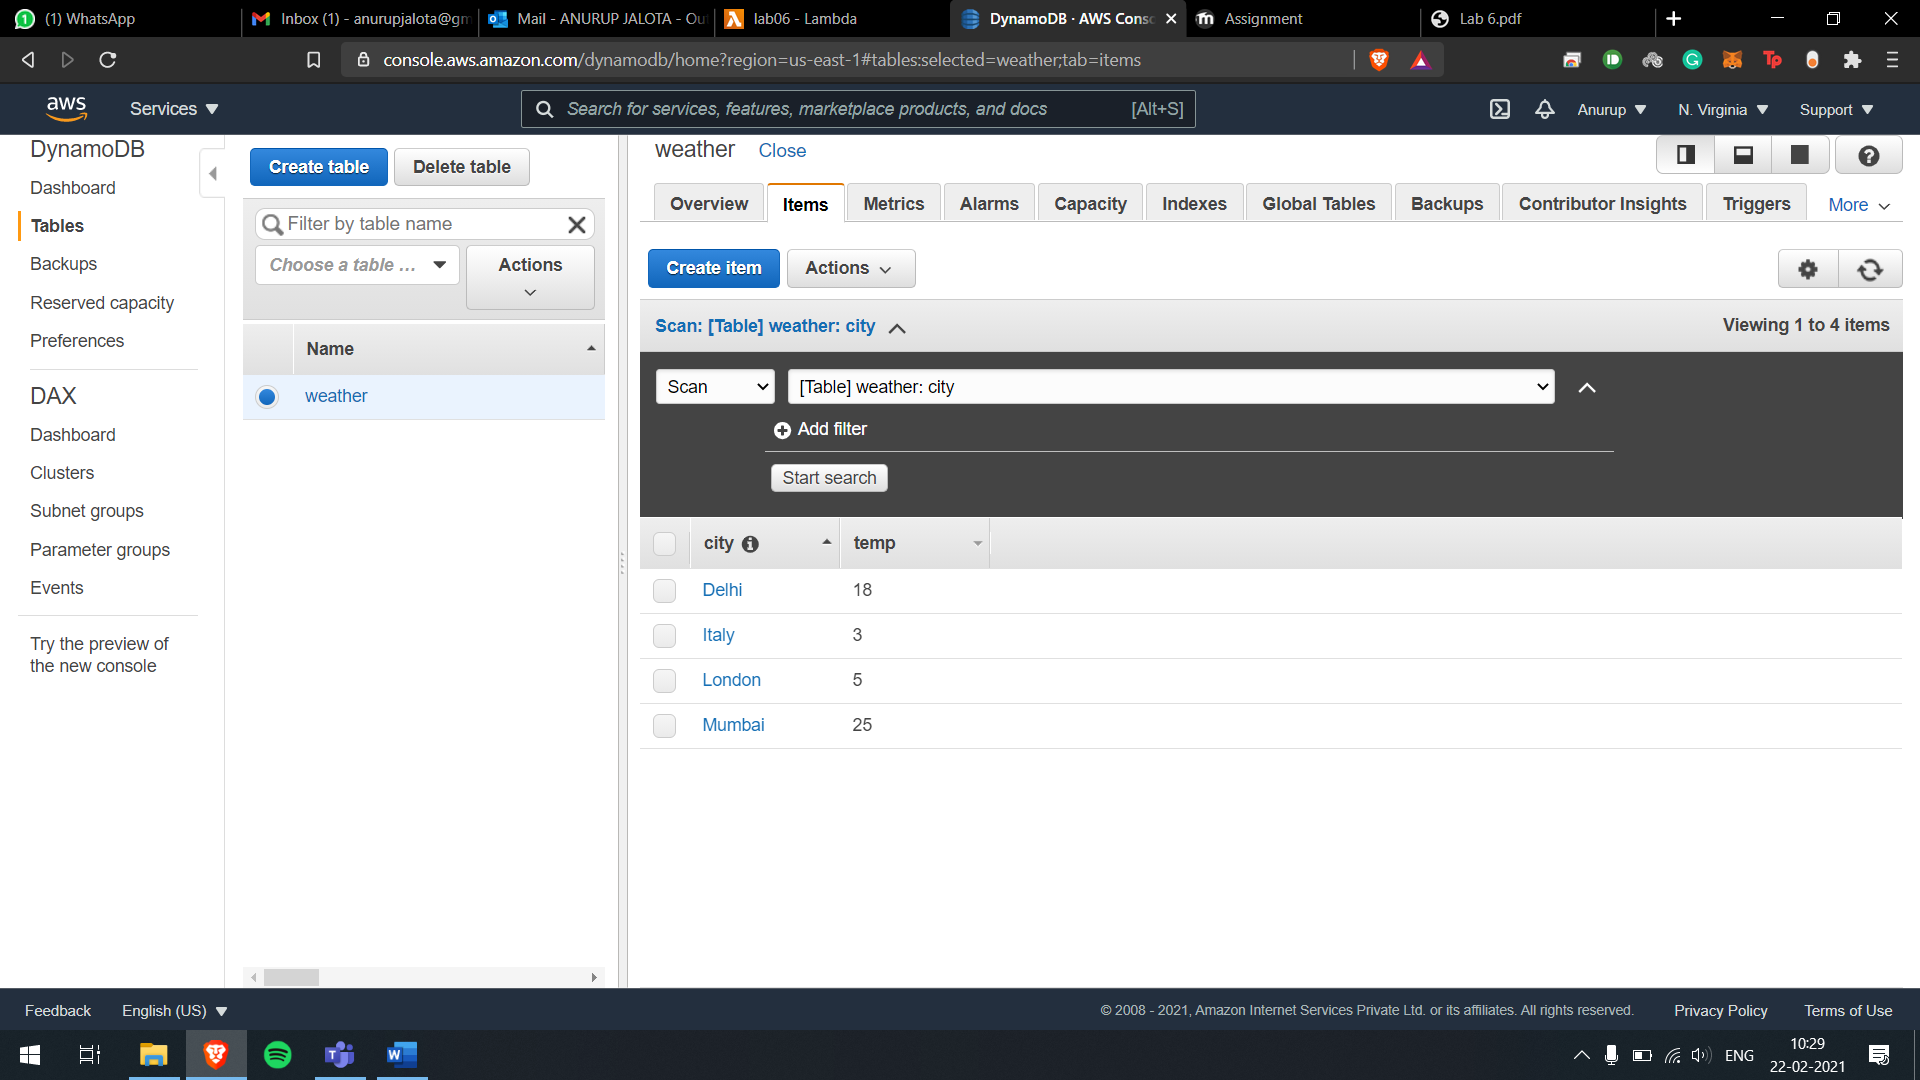 (1) WhatsApp
Inbox (1) - anurupjalota@gm
Mail - ANURUP JALOTA - Ou
lab06 - Lambda
DynamoDB · AWS Conso
Assignment
Lab 6.pdf
console.aws.amazon.com/dynamodb/home?region=us-east-1#tables:selected=weather;tab=items
aws
Services
Search for services, features, marketplace products, and docs [Alt+S]
Anurup
N. Virginia
Support
DynamoDB
Dashboard
Tables
Backups
Reserved capacity
Preferences
DAX
Dashboard
Clusters
Subnet groups
Parameter groups
Events
Try the preview of
the new console
Create table
Delete table
Filter by table name
Choose a table ...
Actions
Name
weather
weather Close
Overview
Items
Metrics
Alarms
Capacity
Indexes
Global Tables
Backups
Contributor Insights
Triggers
More
Create item
Actions
Scan: [Table] weather: city
Viewing 1 to 4 items
Scan
[Table] weather: city
Add filter
Start search
city temp
Delhi 18
Italy 3
London 5
Mumbai 25
Feedback
English (US)
© 2008 - 2021, Amazon Internet Services Private Ltd. or its affiliates. All rights reserved.
Privacy Policy
Terms of Use
ENG
10:29
22-02-2021